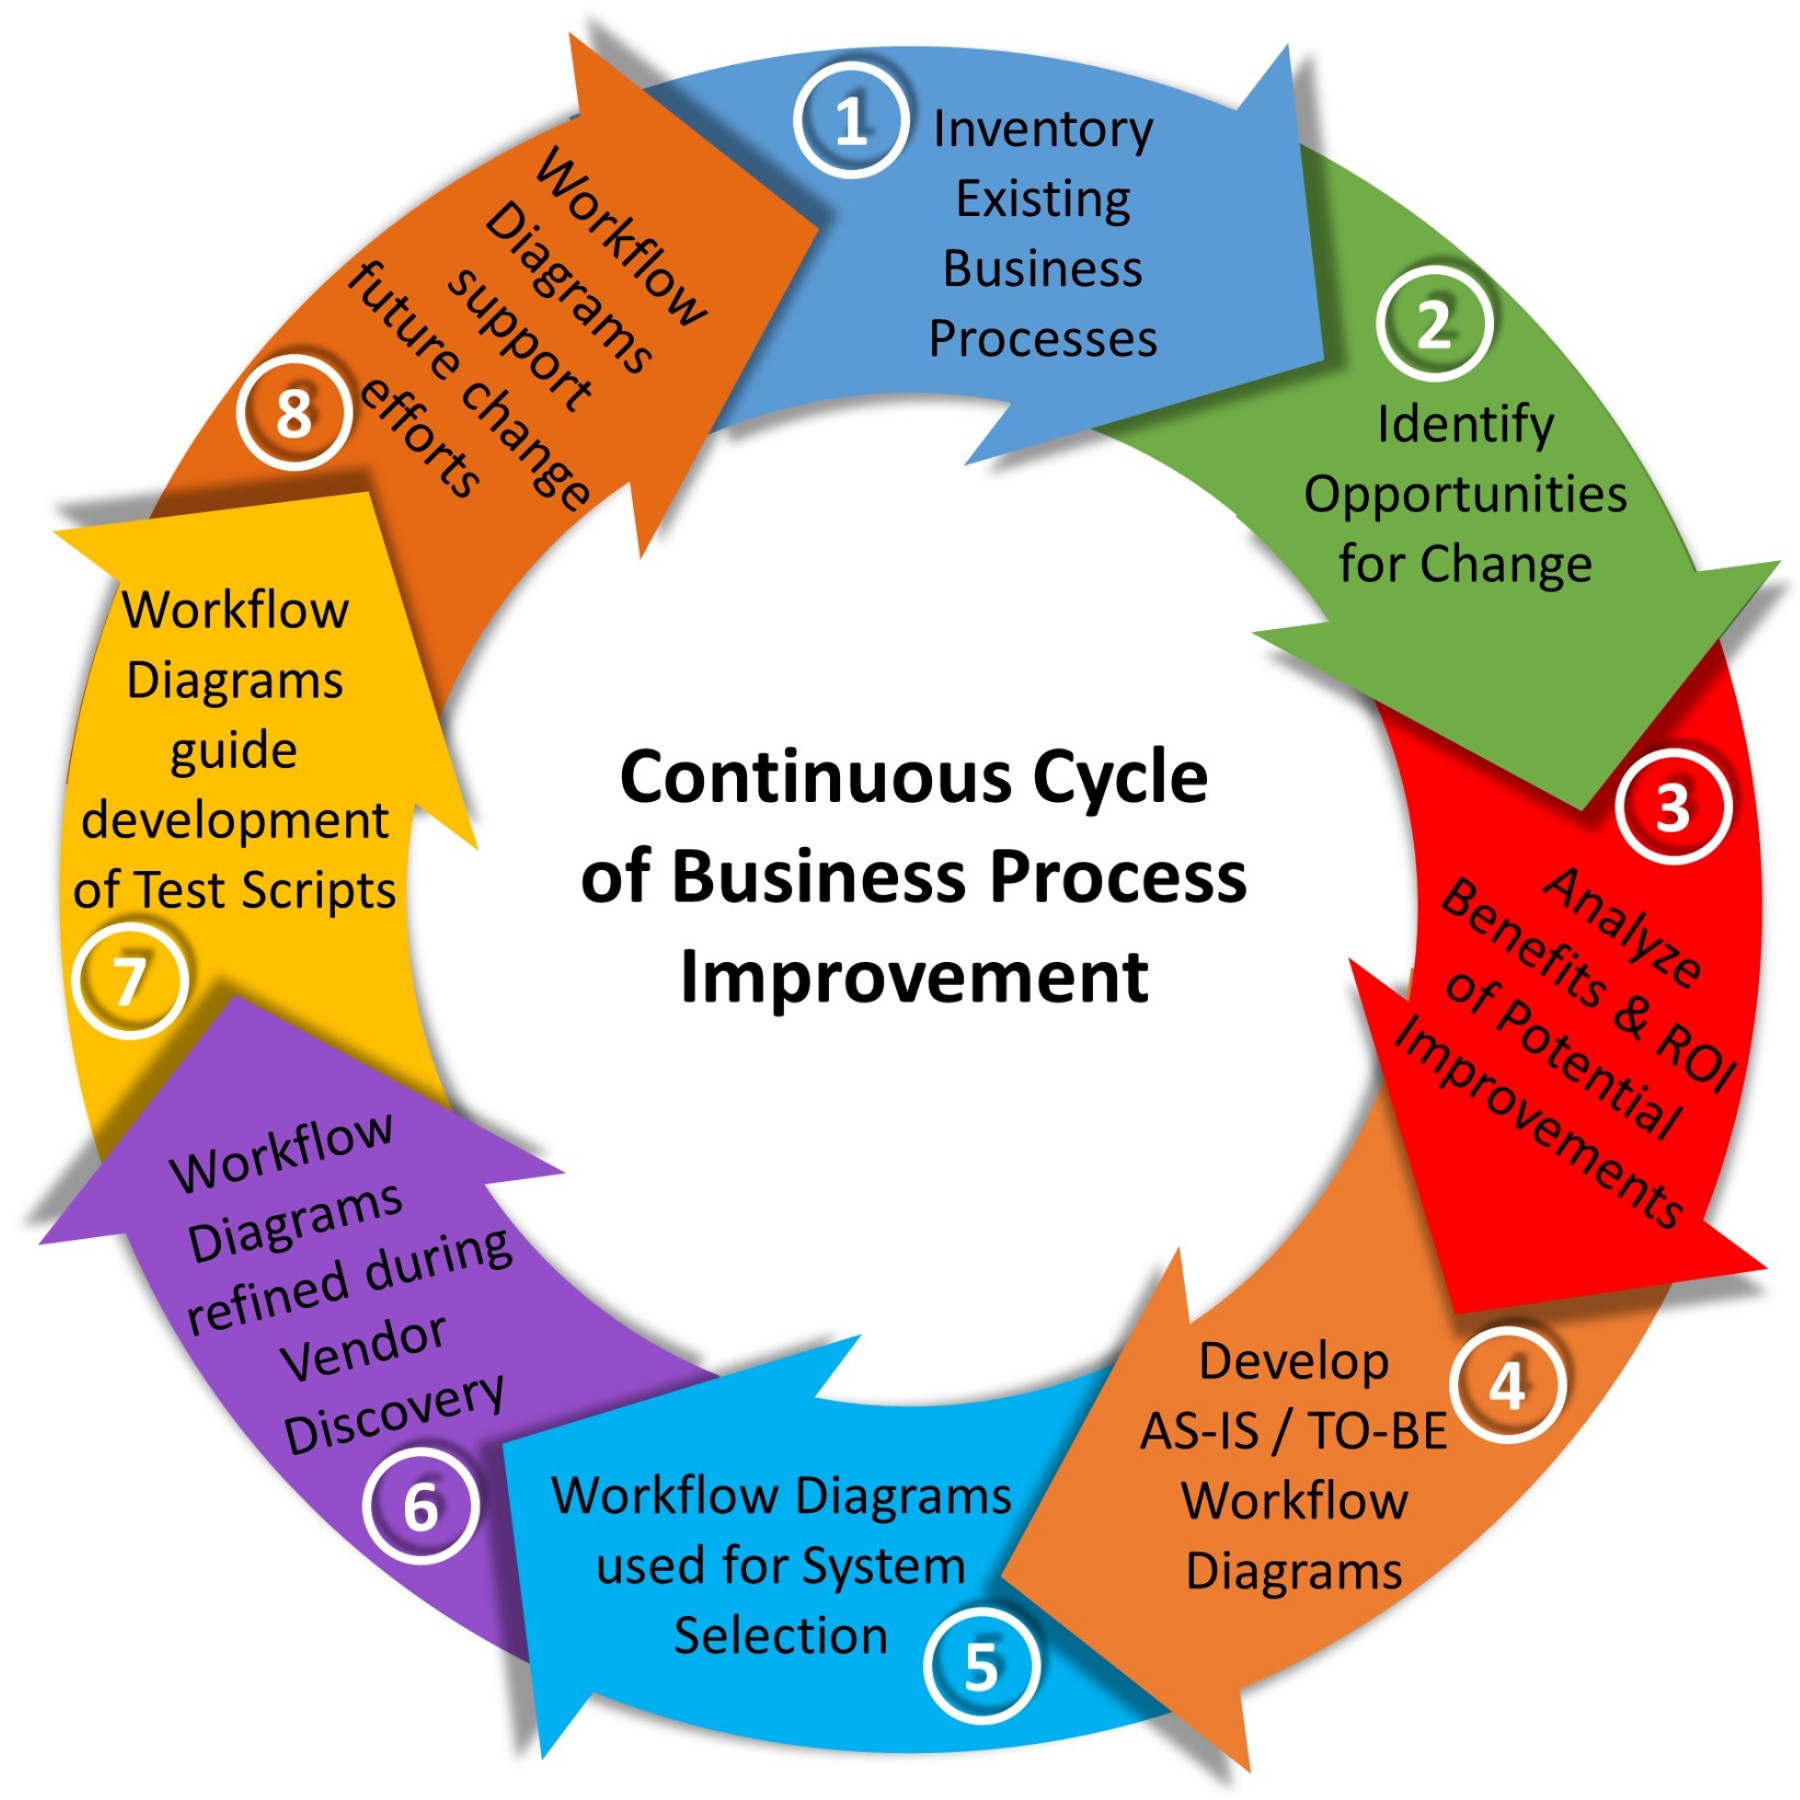 1
Inventory
Existing
Business
Processes
2
Identify
Opportunities
for Change
3
Analyze
Benefits & ROI
of Potential
Improvements
4
Develop
AS-IS / TO-BE
Workflow
Diagrams
5
Workflow Diagrams
used for System
Selection
6
Workflow
Diagrams
refined during
Vendor
Discovery
7
Workflow
Diagrams
guide
development
of Test Scripts
8
Workflow
Diagrams
support
future change
efforts
Continuous Cycle
of Business Process
Improvement